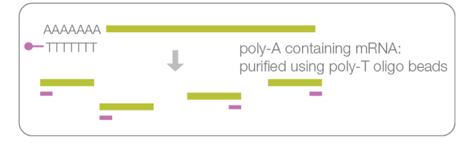 AAAAAAA
TTTTTTT
poly-A containing mRNA:
purified using poly-T oligo beads